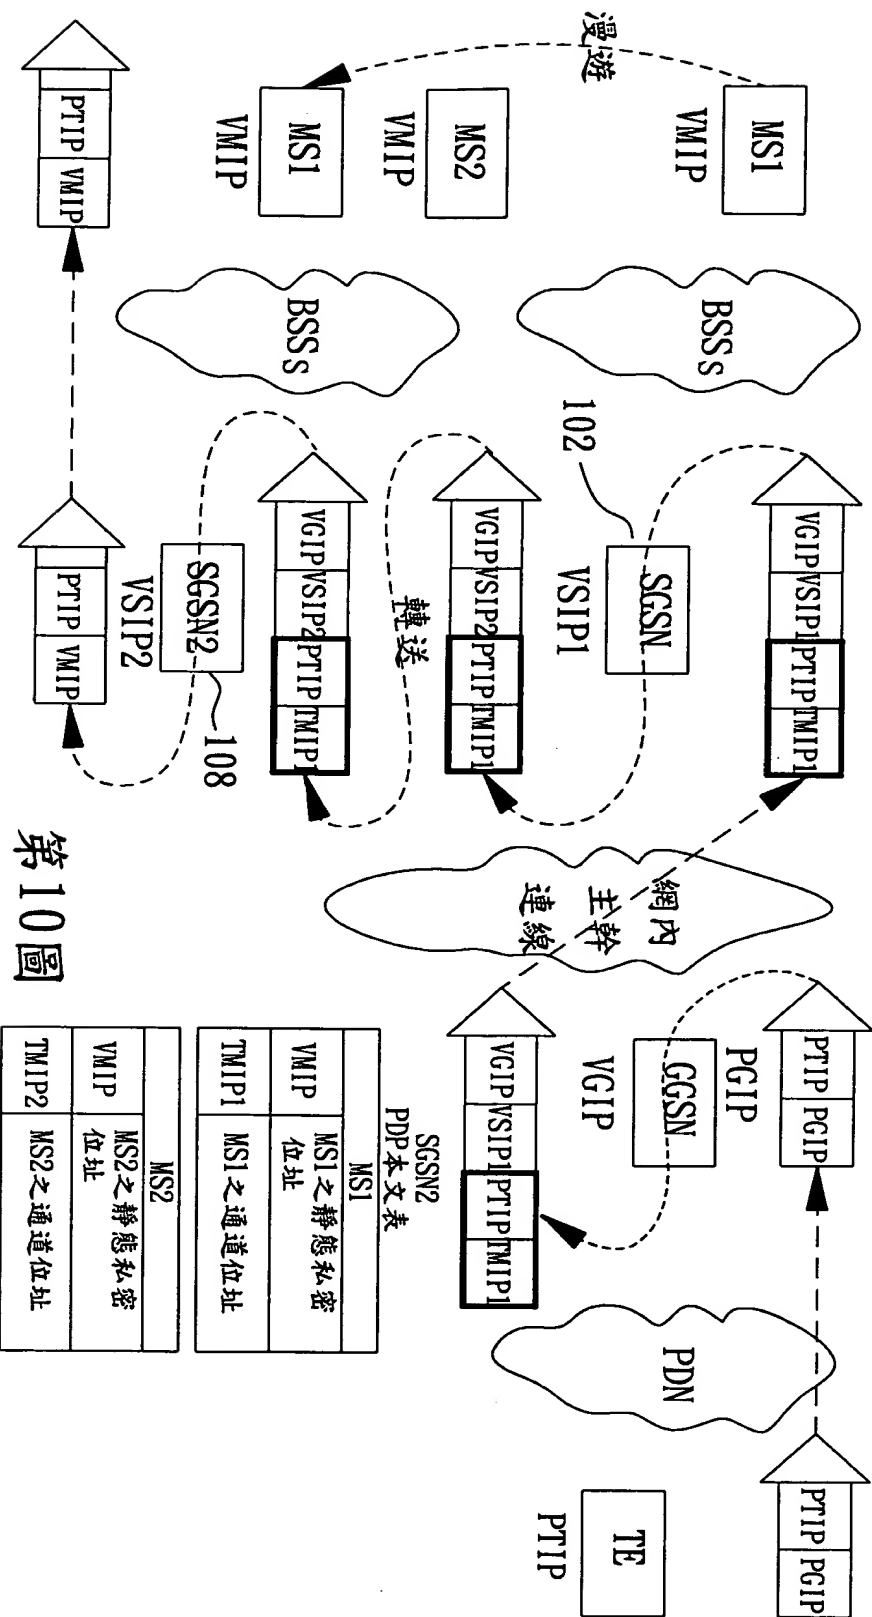 漫遊
MS1
VMIP
MS2
VMIP
MS1
VMIP
PTIP VMIP
BSSs
BSSs
VGIP VSIP1 PTIP TMIP1
102
SGSN
VSIP1
VGIP VSIP2 PTIP TMIP1
轉送
VGIP VSIP2 PTIP TMIP1
SGSN2
VSIP2
108
PTIP VMIP
網內
主幹
連線
PTIP PGIP
PGIP
GGSN
VGIP
VGIP VSIP1 PTIP TMIP1
PDN
PTIP PGIP
TE
PTIP
SGSN2
PDP本文表
MS1
VMIP MS1之靜態私密
位址
TMIP1 MS1之通道位址
MS2
VMIP MS2之靜態私密
位址
TMIP2 MS2之通道位址
第10圖